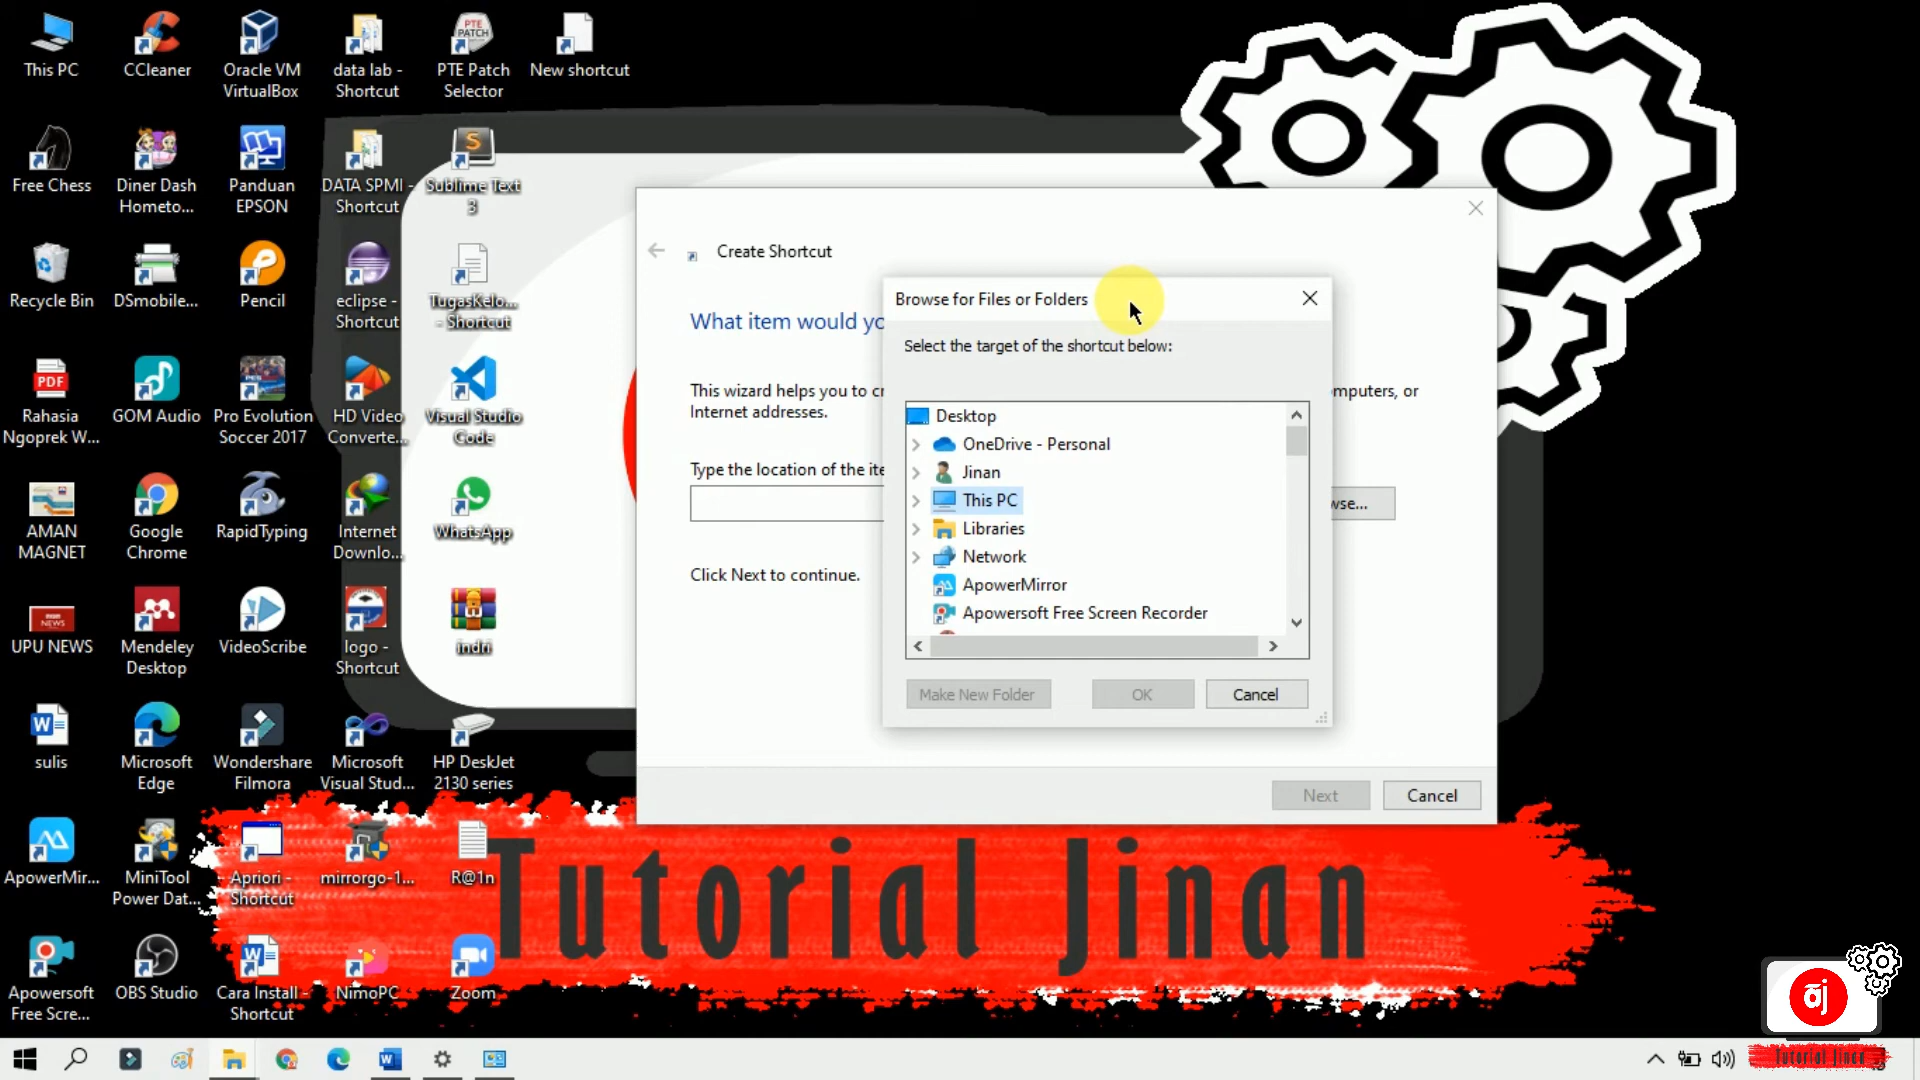 This PC
CCleaner
Oracle VM
VirtualBox
data lab -
Shortcut
PTE
PATCH
PTE Patch
Selector
New shortcut
Free Chess
Diner Dash
Hometo...
Panduan
EPSON
DATA SPMI -
Shortcut
Sublime Text
3
Recycle Bin
DSmobile...
Pencil
eclipse -
Shortcut
TugasKelo...
- Shortcut
PDF
Rahasia
Ngoprek W...
GOM Audio
Pro Evolution
Soccer 2017
HD Video
Converte...
Visual Studio
Code
AMAN
MAGNET
Google
Chrome
RapidTyping
Internet
Downlo...
WhatsApp
NEWS
UPU NEWS
Mendeley
Desktop
VideoScribe
logo -
Shortcut
indri
sulis
Microsoft
Edge
Wondershare
Filmora
Microsoft
Visual Stud...
HP DeskJet
2130 series
ApowerMir...
MiniTool
Power Dat...
Apriori -
Shortcut
mirrorgo-1...
R@1n
Apowersoft
Free Scre...
OBS Studio
Cara Install -
Shortcut
NimoPC
Zoom
Create Shortcut
What item would yo
This wizard helps you to cr
omputers, or
Internet addresses.
Type the location of the ite
wse...
Click Next to continue.
Next
Cancel
Browse for Files or Folders
Select the target of the shortcut below:
Desktop
OneDrive - Personal
Jinan
This PC
Libraries
Network
ApowerMirror
Apowersoft Free Screen Recorder
Make New Folder
OK
Cancel
Tutorial Jinan
aj
Tutorial Jinan